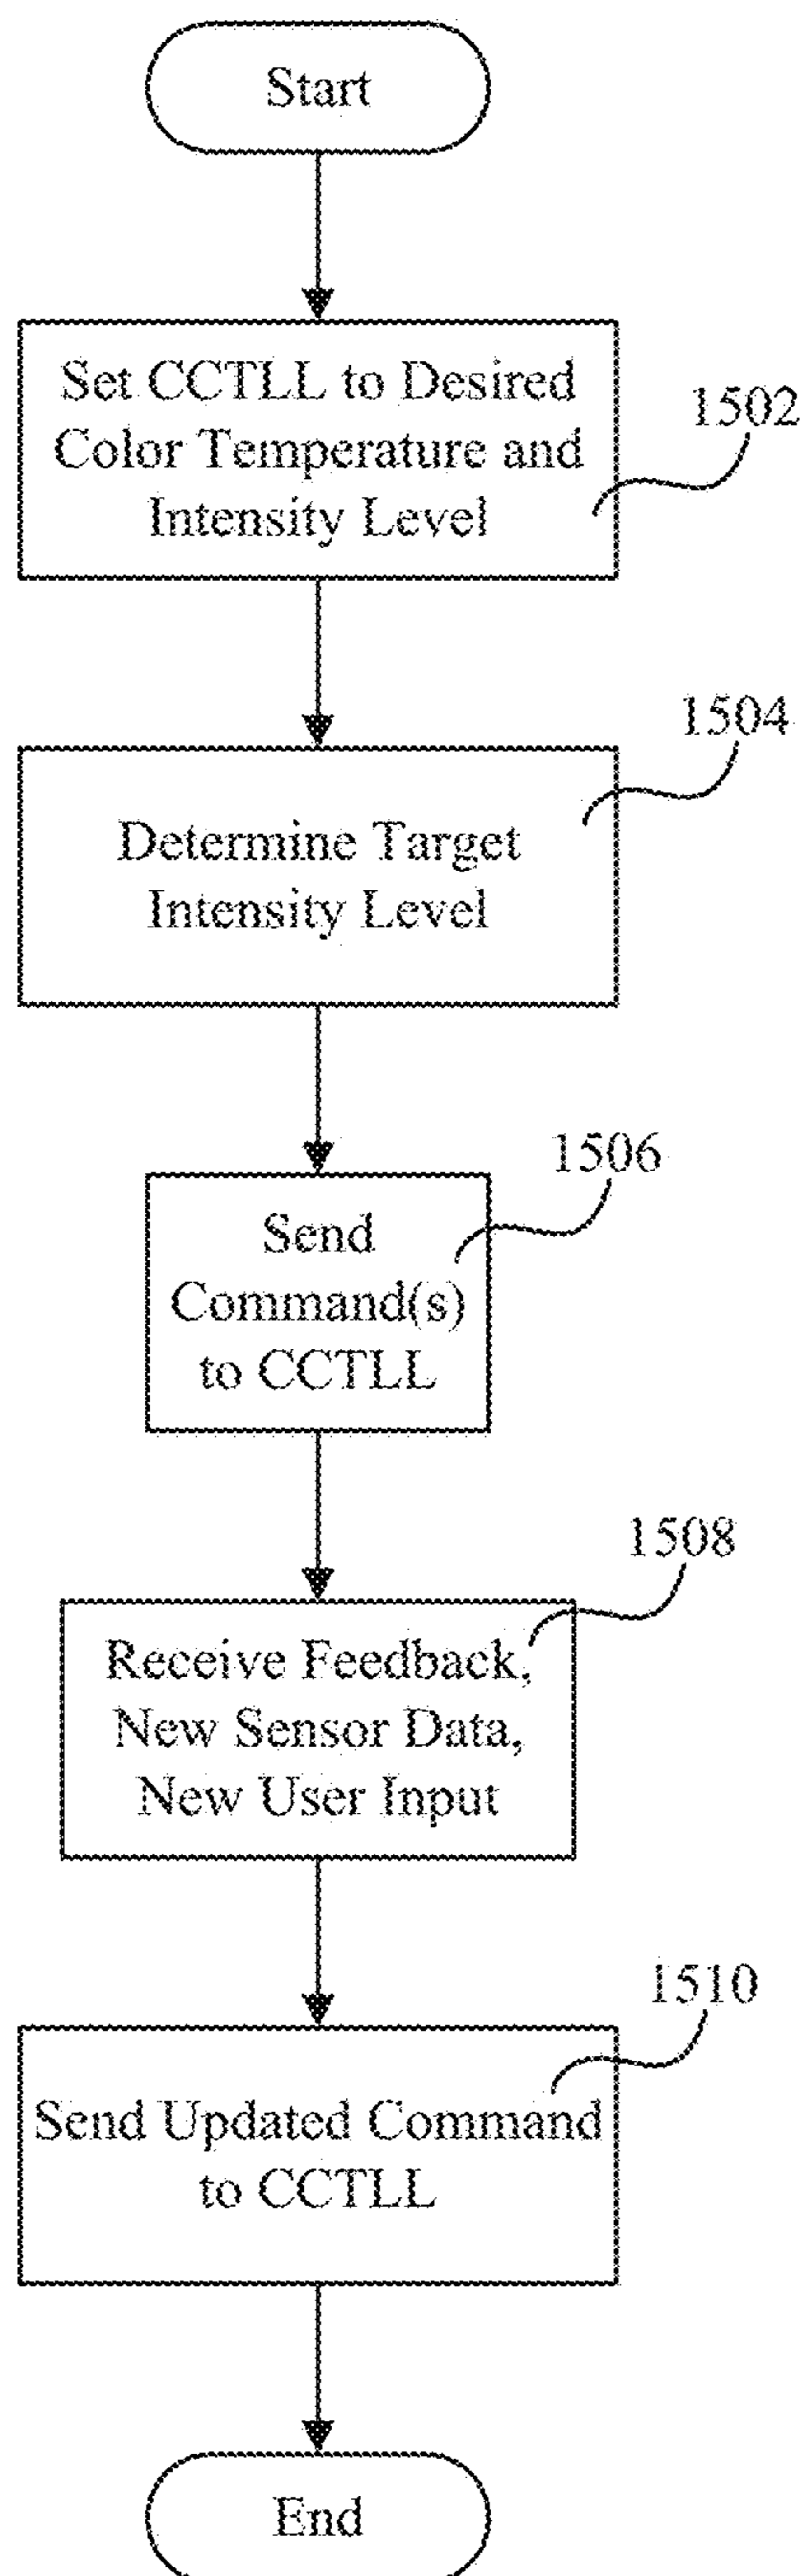 Start
Set CCTLL to Desired
Color Temperature and
Intensity Level
1502
Determine Target
Intensity Level
1504
Send
Command(s)
to CCTLL
1506
Receive Feedback,
New Sensor Data,
New User Input
1508
Send Updated Command
to CCTLL
1510
End